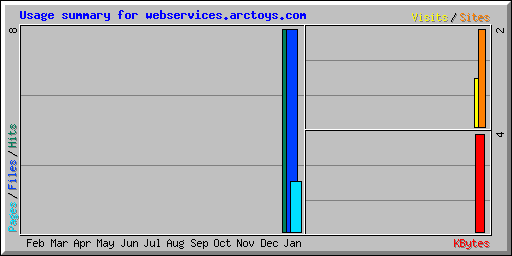 Usage summary for webservices.arctoys.com
Visits/Sites
8
2
Pages/Files/Hits
4
Feb Mar Apr May Jun Jul Aug Sep Oct Nov Dec Jan
KBytes